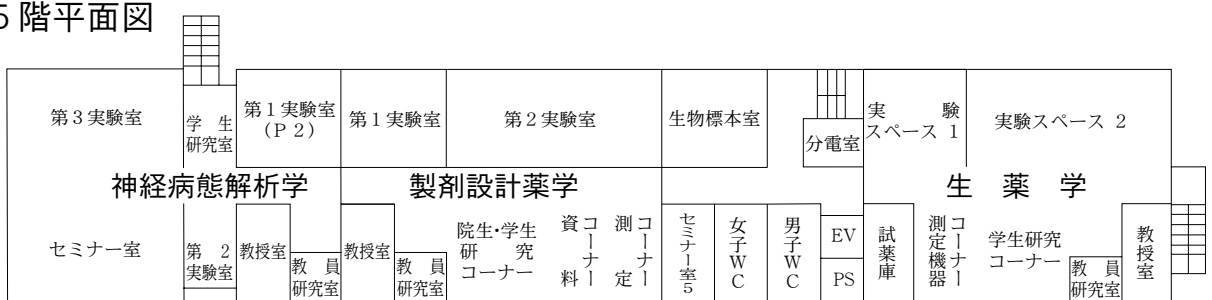 5階平面図
第3実験室
学 生
研究室
第1実験室
(P 2)
第1実験室
第2実験室
生物標本室
分電室
実 験
スペース 1
実験スペース 2
神経病態解析学
製剤設計薬学
生 薬 学
セミナー室
第 2
実験室
教授室
教 員
研究室
教授室
教 員
研究室
院生・学生
研 究
コーナー
資 料
コーナー
測 定
コーナー
セミナー室5
女子WC
男子WC
EV
PS
試薬庫
測定機器
コーナー
学生研究
コーナー
教 員
研究室
教授室